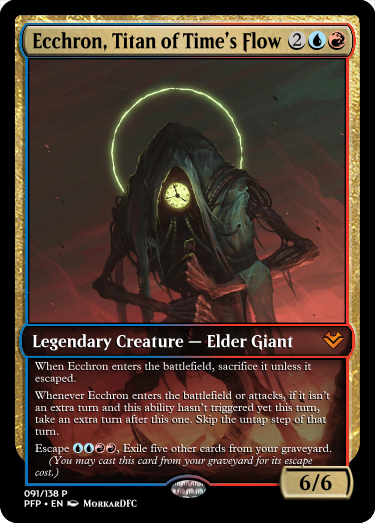 Ecchron, Titan of Time's Flow 2
Legendary Creature — Elder Giant
When Ecchron enters the battlefield, sacrifice it unless it
escaped.
Whenever Ecchron enters the battlefield or attacks, if it isn't
an extra turn and this ability hasn't triggered yet this turn,
take an extra turn after this one. Skip the untap step of that
turn.
Escape , Exile five other cards from your graveyard.
(You may cast this card from your graveyard for its escape
cost.)
6/6
091/138 P
PFP • EN MorkarDFC